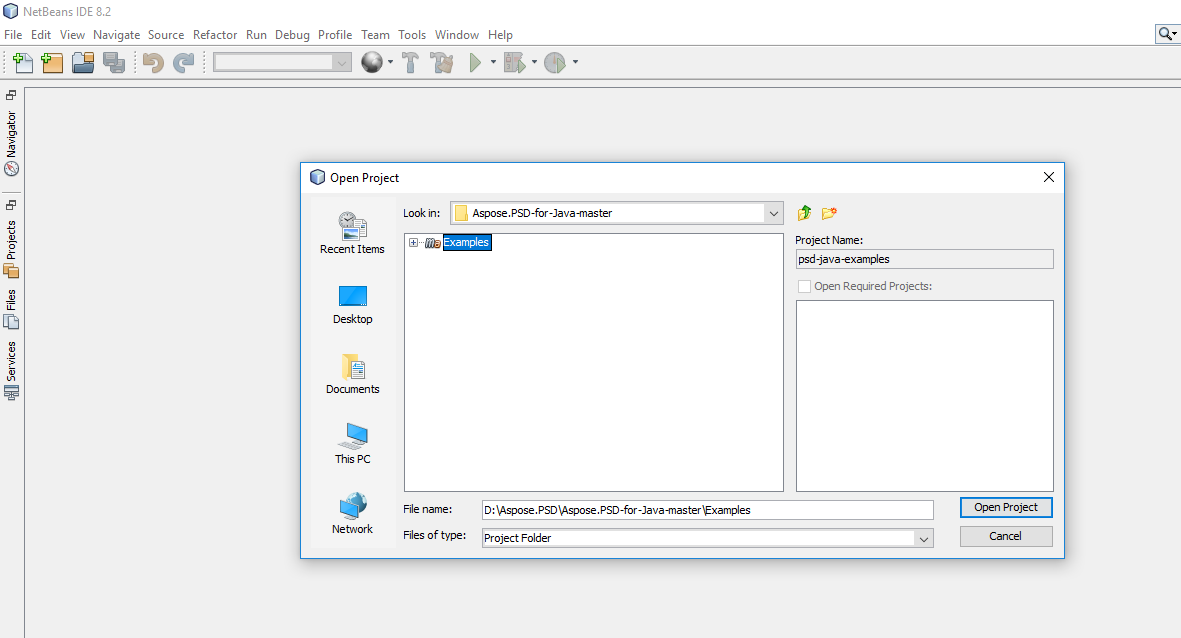 NetBeans IDE 8.2
File Edit View Navigate Source Refactor Run Debug Profile Team Tools Window Help
Navigator
Projects
Files
Services
Open Project
Look in: Aspose.PSD-for-Java-master
Recent Items
Desktop
Documents
This PC
Network
Examples
Project Name:
psd-java-examples
Open Required Projects:
File name: D:\Aspose.PSD\Aspose.PSD-for-Java-master\Examples
Files of type: Project Folder
Open Project
Cancel